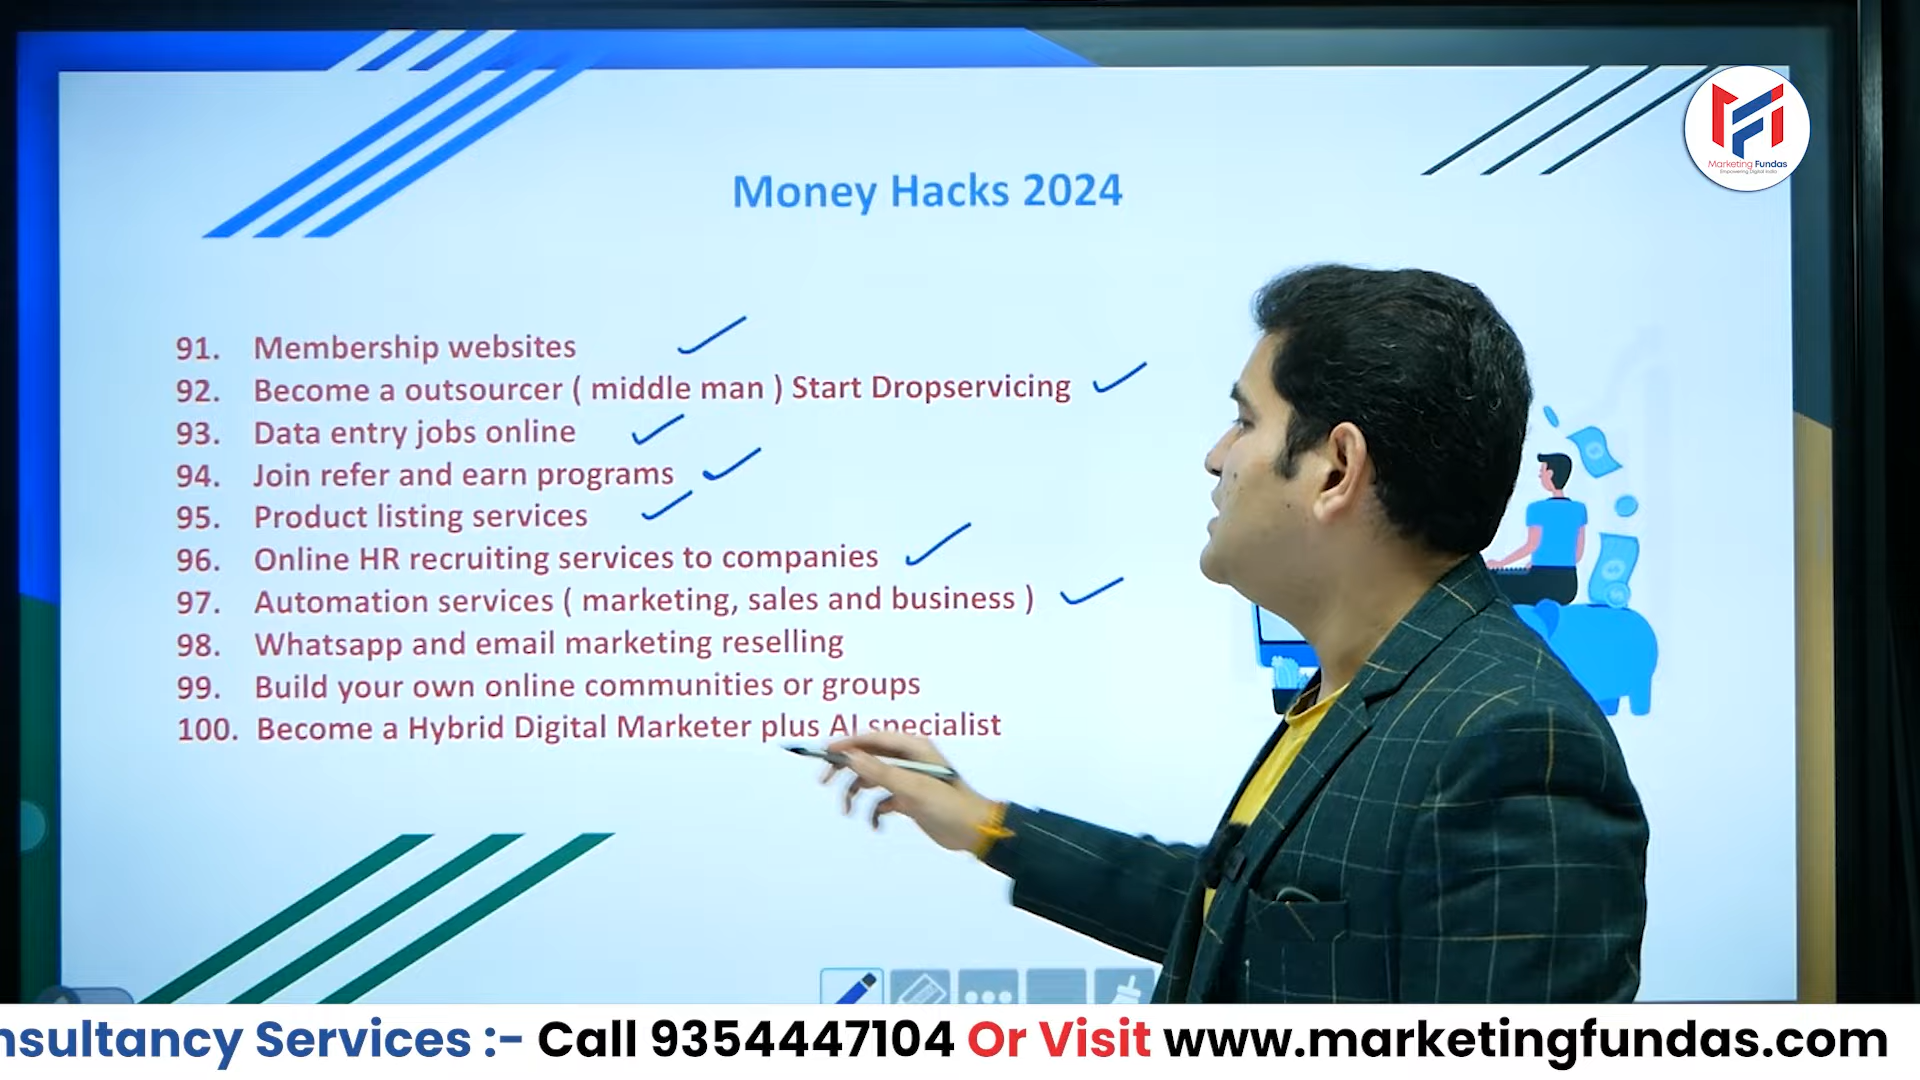 Marketing Fundas
Empowering Digital India
Money Hacks 2024
91. Membership websites
92. Become a outsourcer ( middle man ) Start Dropservicing
93. Data entry jobs online
94. Join refer and earn programs
95. Product listing services
96. Online HR recruiting services to companies
97. Automation services ( marketing, sales and business )
98. Whatsapp and email marketing reselling
99. Build your own online communities or groups
100. Become a Hybrid Digital Marketer plus AI specialist
nsultancy Services :- Call 9354447104 Or Visit www.marketingfundas.com